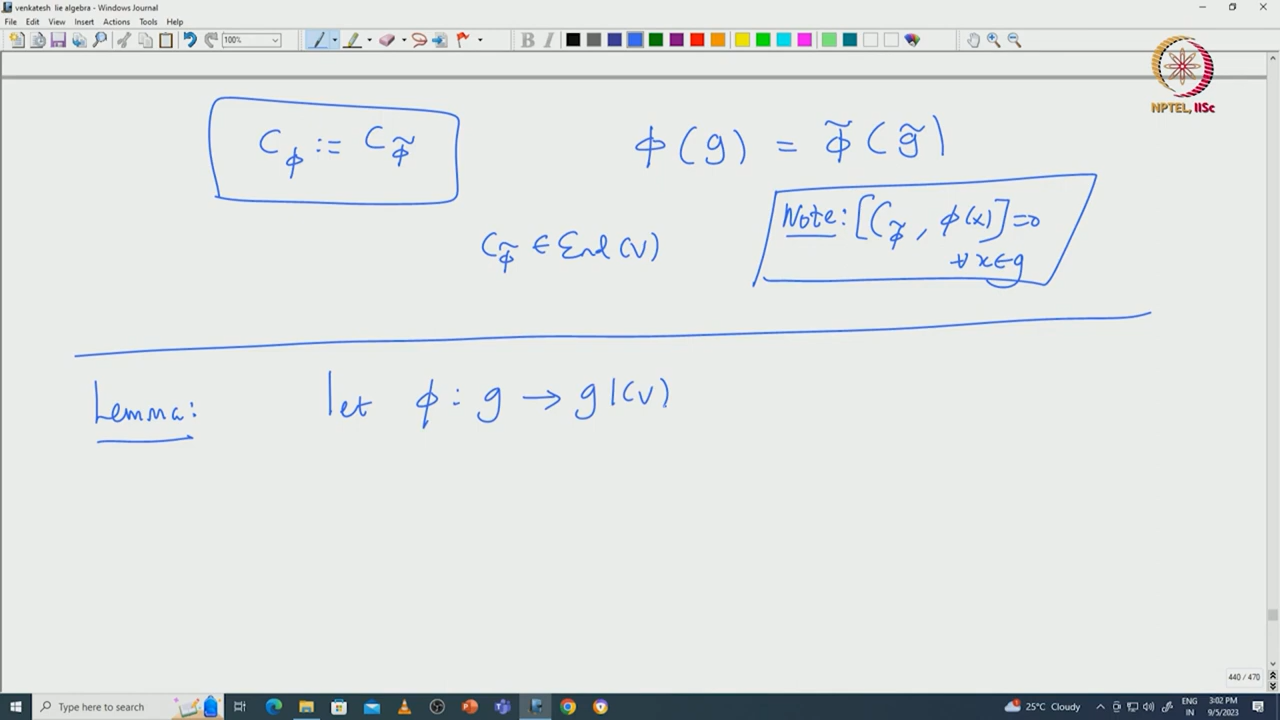 venkatesh lie algebra - Windows Journal
File Edit View Insert Actions Tools Help
100%
B I
NPTEL, IISc
C_ϕ := C_ϕ̃
ϕ(g) = ϕ̃(g̃)
Note: [C_ϕ̃, ϕ(x)]=0
∀ x∈g
C_ϕ̃ ∈ End(V)
Lemma: let ϕ : g → gl(V)
440 / 470
Type here to search
25°C Cloudy
ENG
IN
3:02 PM
9/5/2023